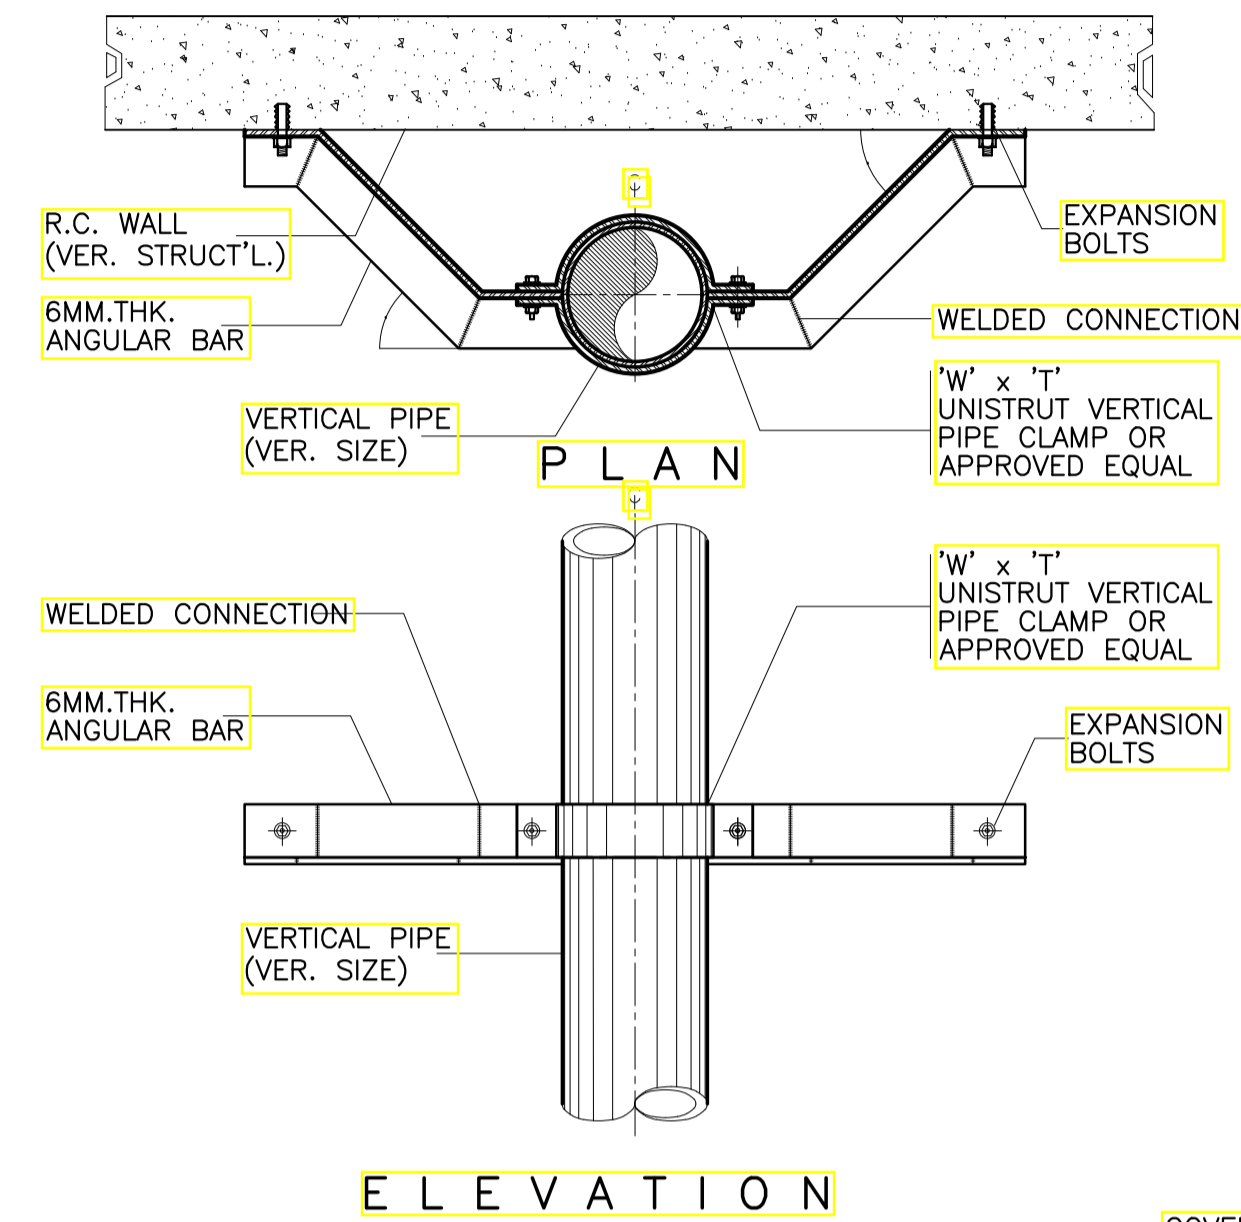 R.C. WALL
(VER. STRUCT'L.)
6MM.THK.
ANGULAR BAR
VERTICAL PIPE
(VER. SIZE)
EXPANSION
BOLTS
WELDED CONNECTION
'W' x 'T'
UNISTRUT VERTICAL
PIPE CLAMP OR
APPROVED EQUAL
PLAN
WELDED CONNECTION
6MM.THK.
ANGULAR BAR
VERTICAL PIPE
(VER. SIZE)
'W' x 'T'
UNISTRUT VERTICAL
PIPE CLAMP OR
APPROVED EQUAL
EXPANSION
BOLTS
ELEVATION